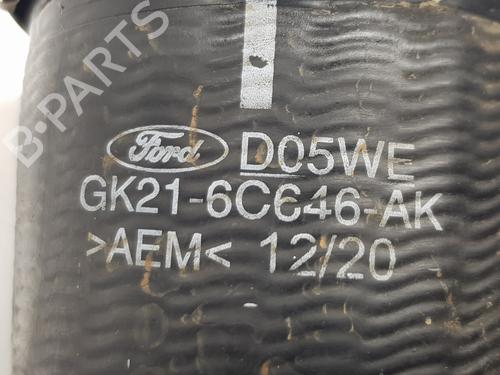 B-PARTS
Ford D05WE
GK21-6C646-AK
>AEM< 12/20